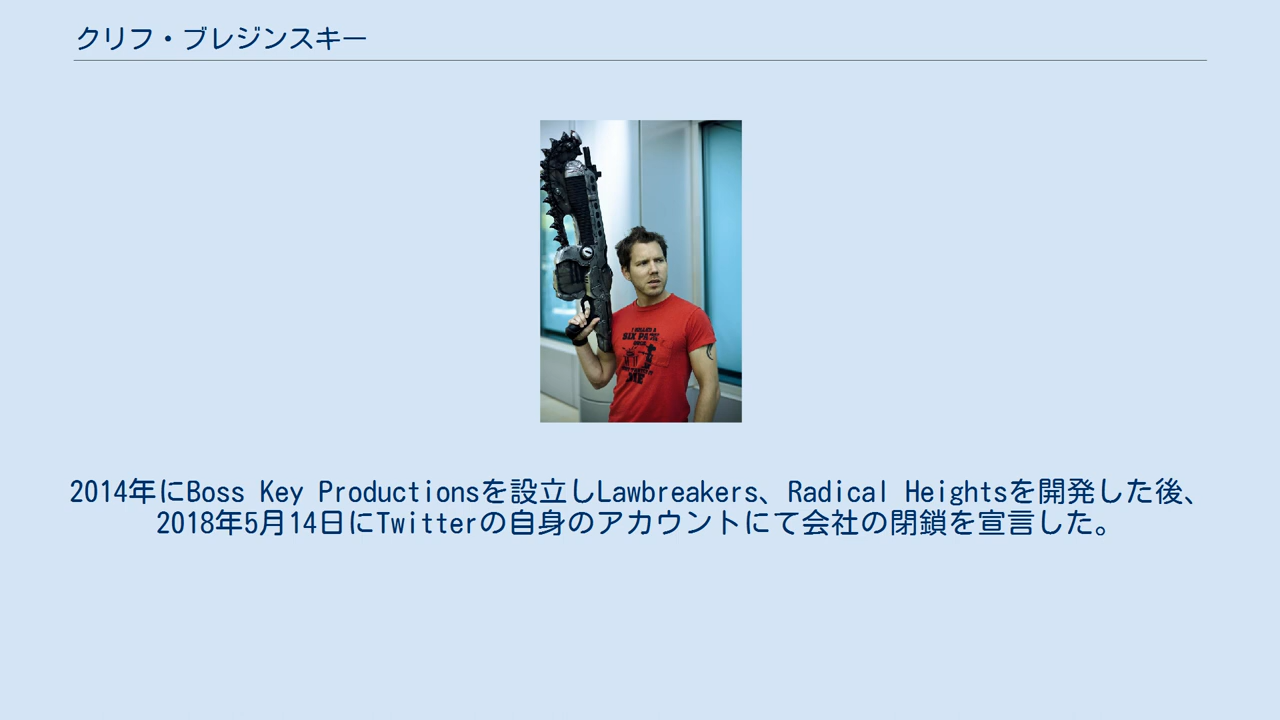 クリフ・ブレジンスキー
SIX PA
ME
2014年にBoss Key Productionsを設立しLawbreakers、Radical Heightsを開発した後、
2018年5月14日にTwitterの自身のアカウントにて会社の閉鎖を宣言した。